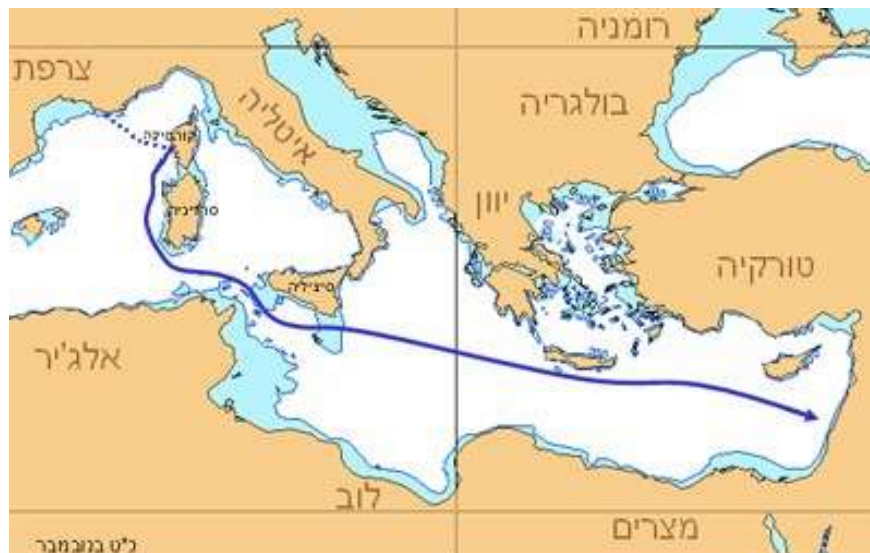 רומניה
צרפת
בולגריה
איטליה
קורסיקה
יוון
סרדיניה
טורקיה
סיציליה
אלג'יר
לוב
מצרים
כ"ט בנובמבר